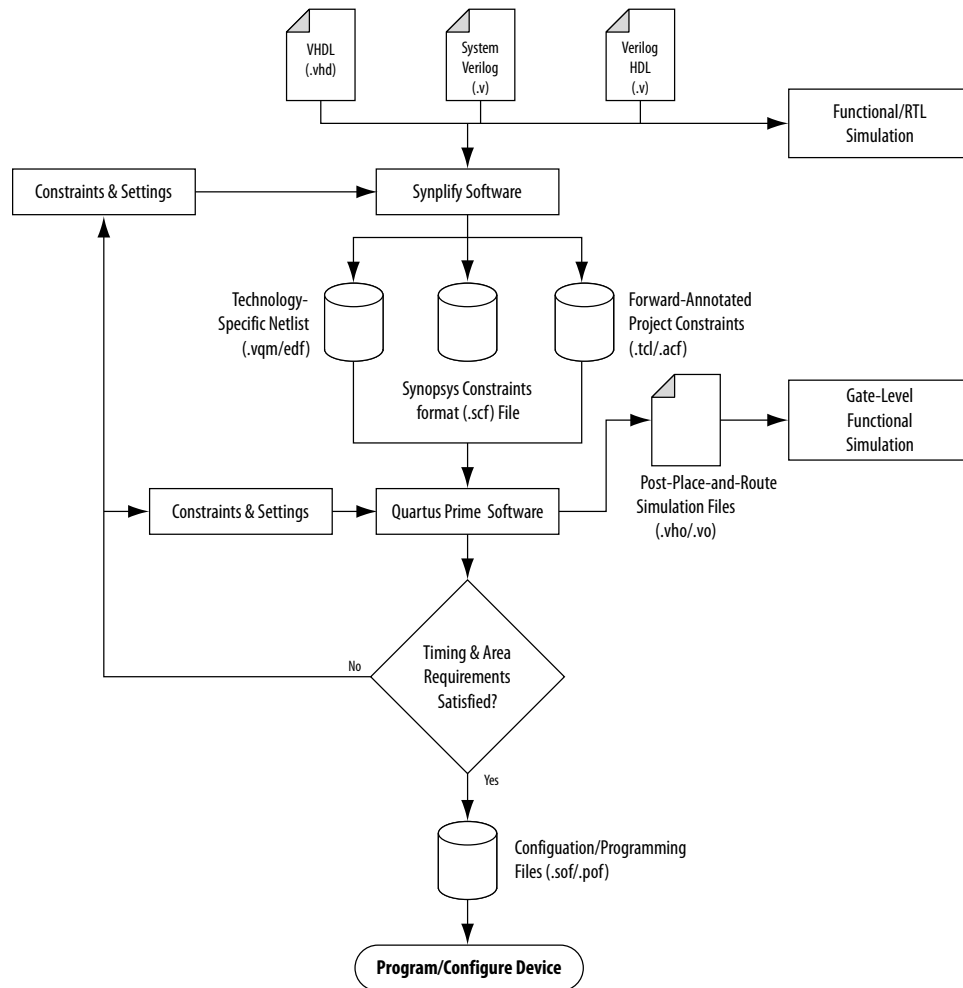 VHDL
(.vhd)
System
Verilog
(.v)
Verilog
HDL
(.v)
Functional/RTL
Simulation
Constraints & Settings
Synplify Software
Technology-
Specific Netlist
(.vqm/edf)
Forward-Annotated
Project Constraints
(.tcl/.acf)
Synopsys Constraints
format (.scf) File
Gate-Level
Functional
Simulation
Post-Place-and-Route
Simulation Files
(.vho/.vo)
Constraints & Settings
Quartus Prime Software
No
Timing & Area
Requirements
Satisfied?
Yes
Configuation/Programming
Files (.sof/.pof)
Program/Configure Device